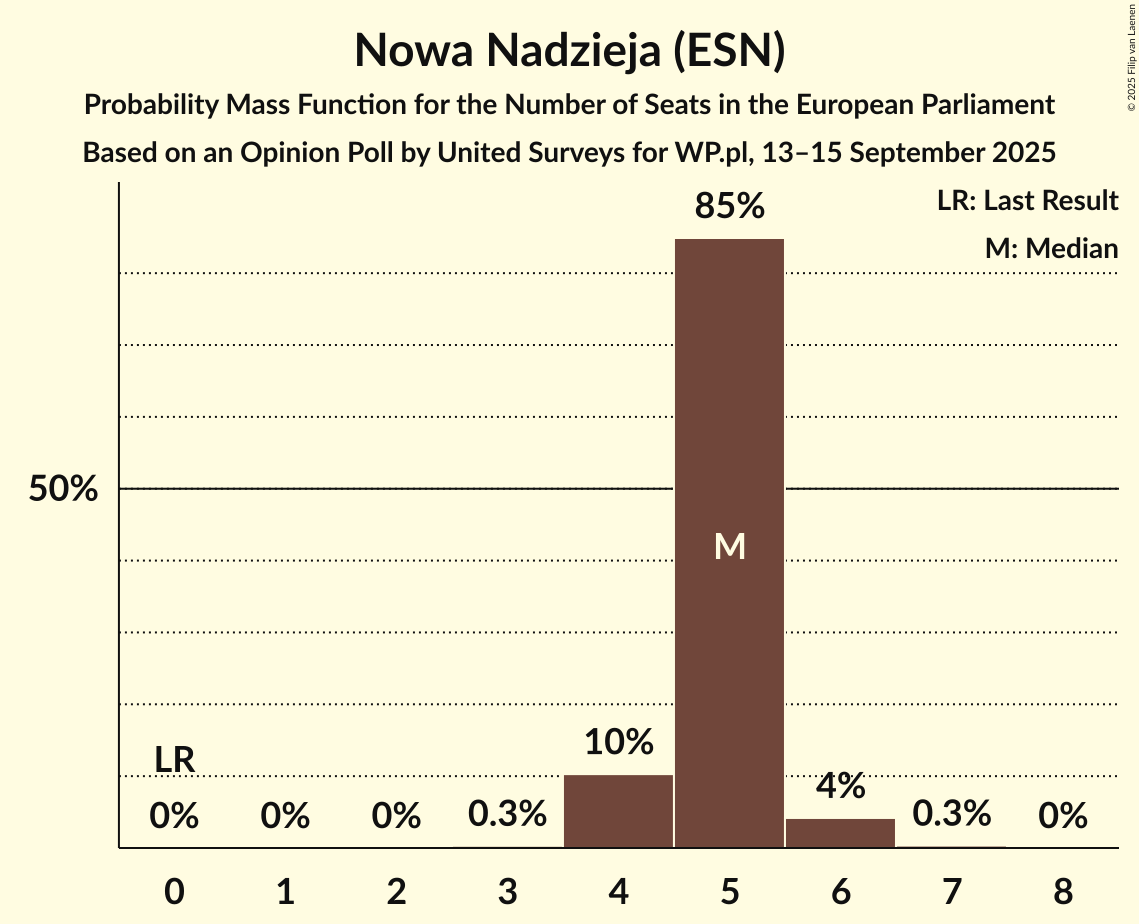 Nowa Nadzieja (ESN)
Probability Mass Function for the Number of Seats in the European Parliament
Based on an Opinion Poll by United Surveys for WP.pl, 13–15 September 2025
© 2025 Filip van Laenen
LR: Last Result
M: Median
85%
50%
M
10%
LR
4%
0%
0%
0%
0.3%
0.3%
0%
0 1 2 3 4 5 6 7 8